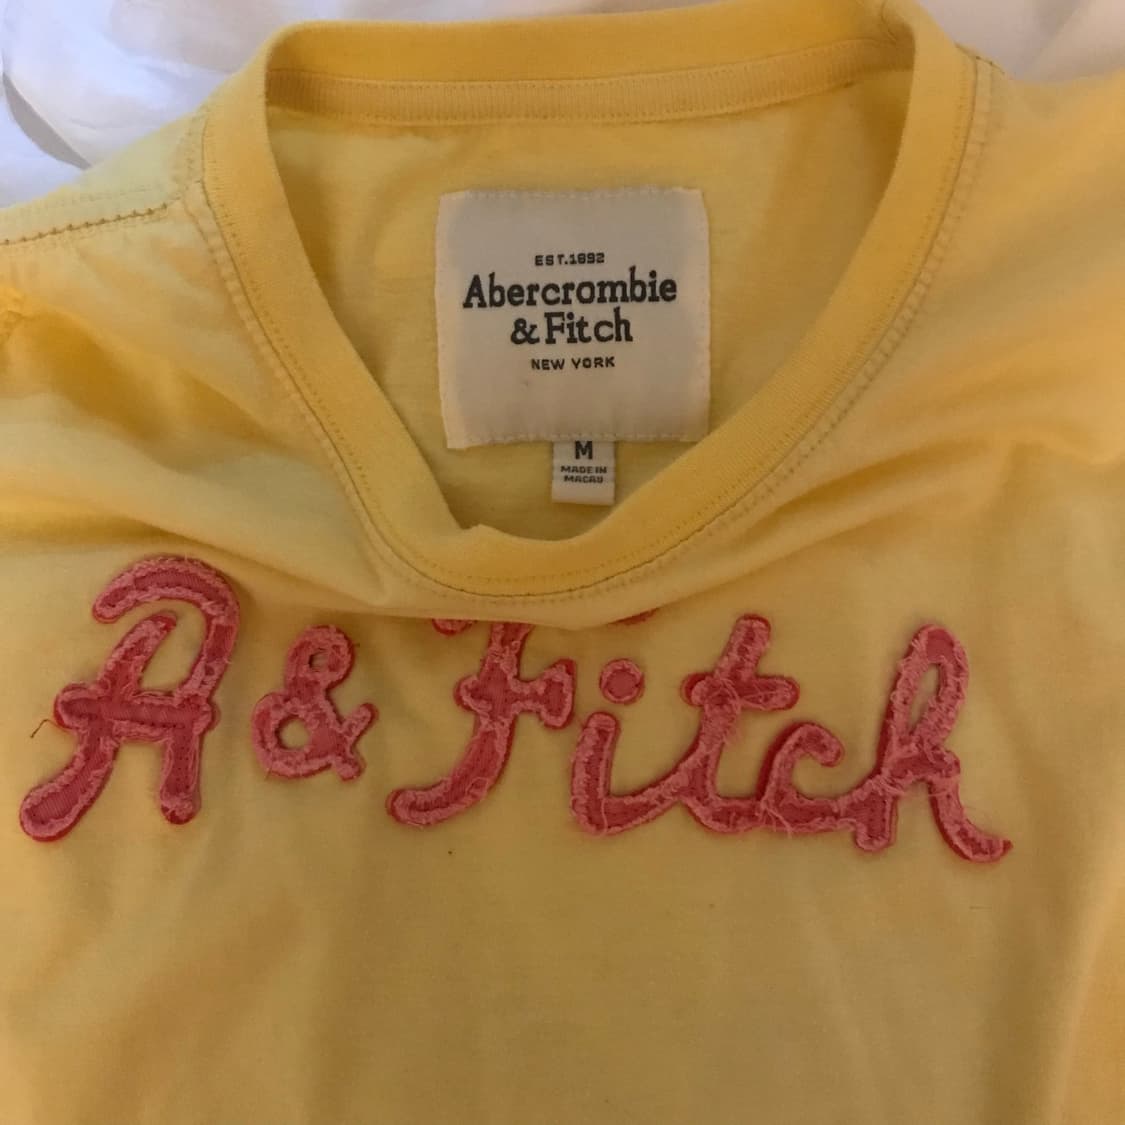 EST.1892
Abercrombie
& Fitch
NEW YORK
M
MADE IN
MACAU
A & Fitch